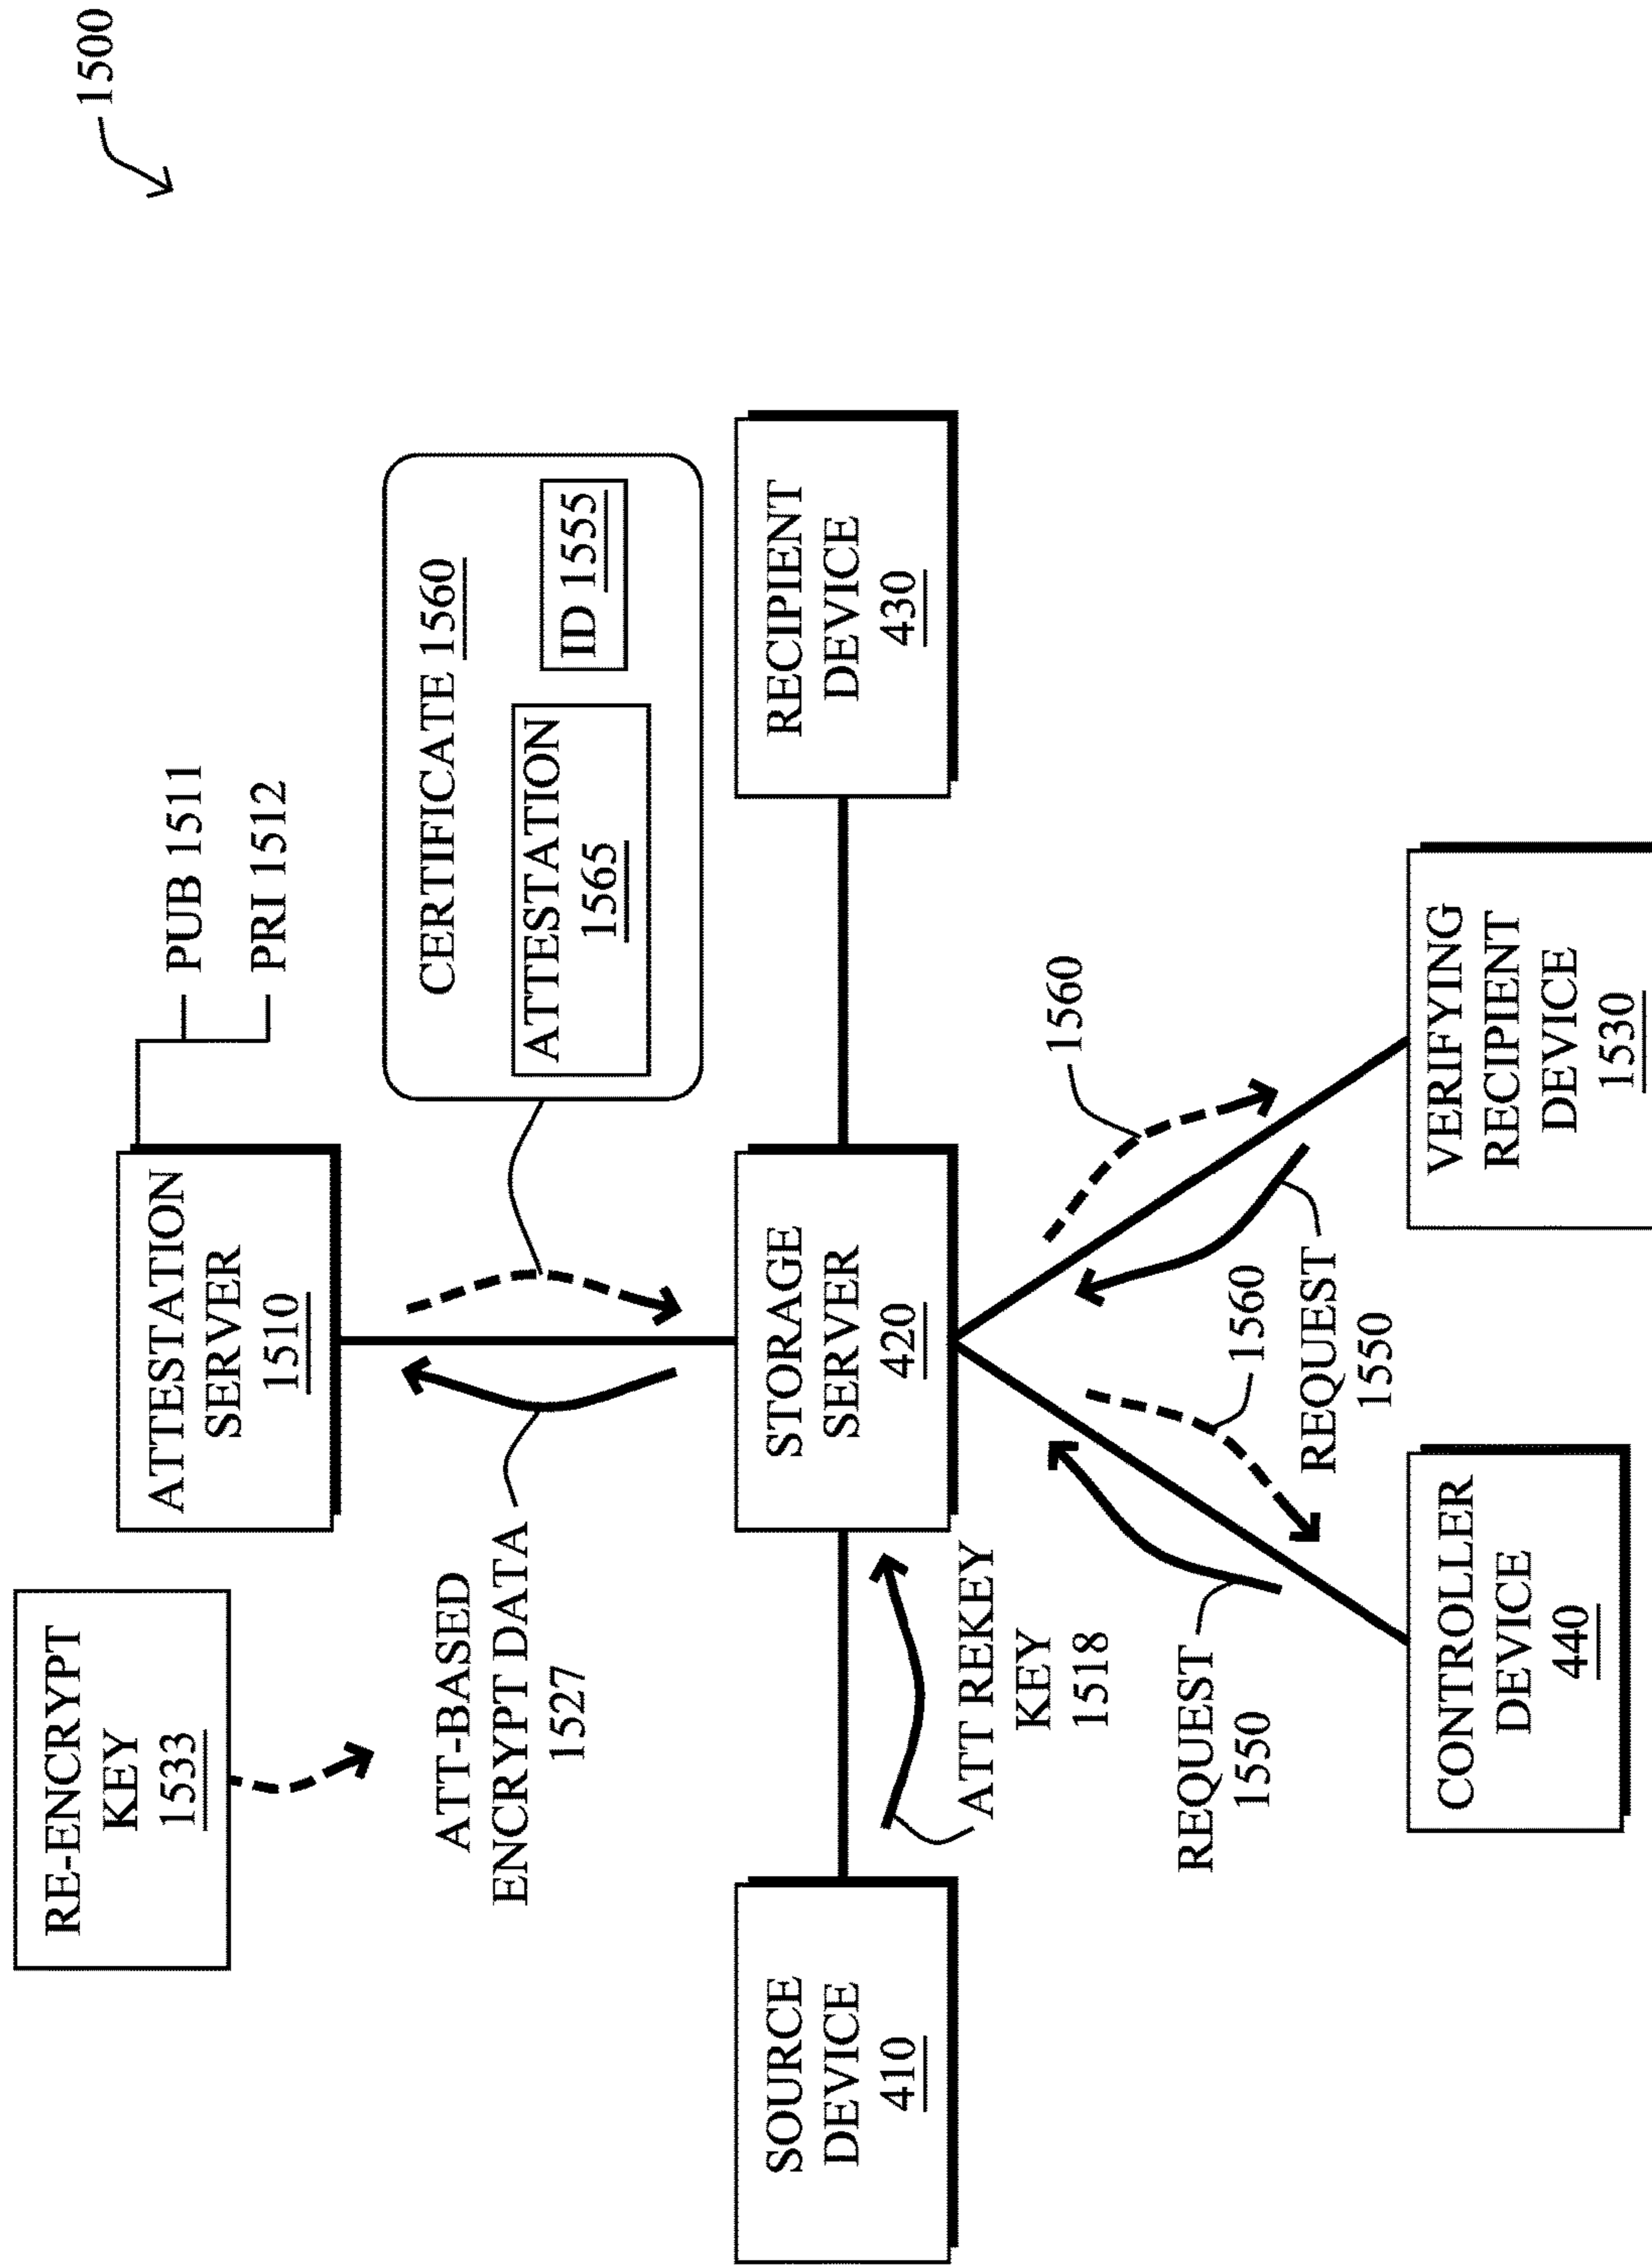 1500
RE-ENCRYPT
KEY
1533
ATTESTATION
SERVER
1510
PUB 1511
PRI 1512
ATT-BASED
ENCRYPT DATA
1527
CERTIFICATE 1560
ATTESTATION
1565
ID 1555
SOURCE
DEVICE
410
STORAGE
SERVER
420
RECIPIENT
DEVICE
430
ATT REKEY
KEY
1518
REQUEST
1550
1560
REQUEST
1550
1560
CONTROLLER
DEVICE
440
VERIFYING
RECIPIENT
DEVICE
1530